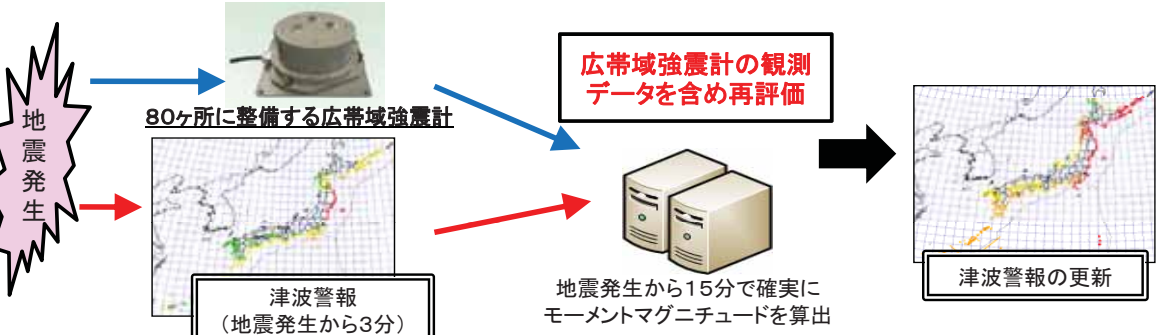 地震発生
80ヶ所に整備する広帯域強震計
津波警報
(地震発生から3分)
広帯域強震計の観測
データを含め再評価
地震発生から15分で確実に
モーメントマグニチュードを算出
津波警報の更新